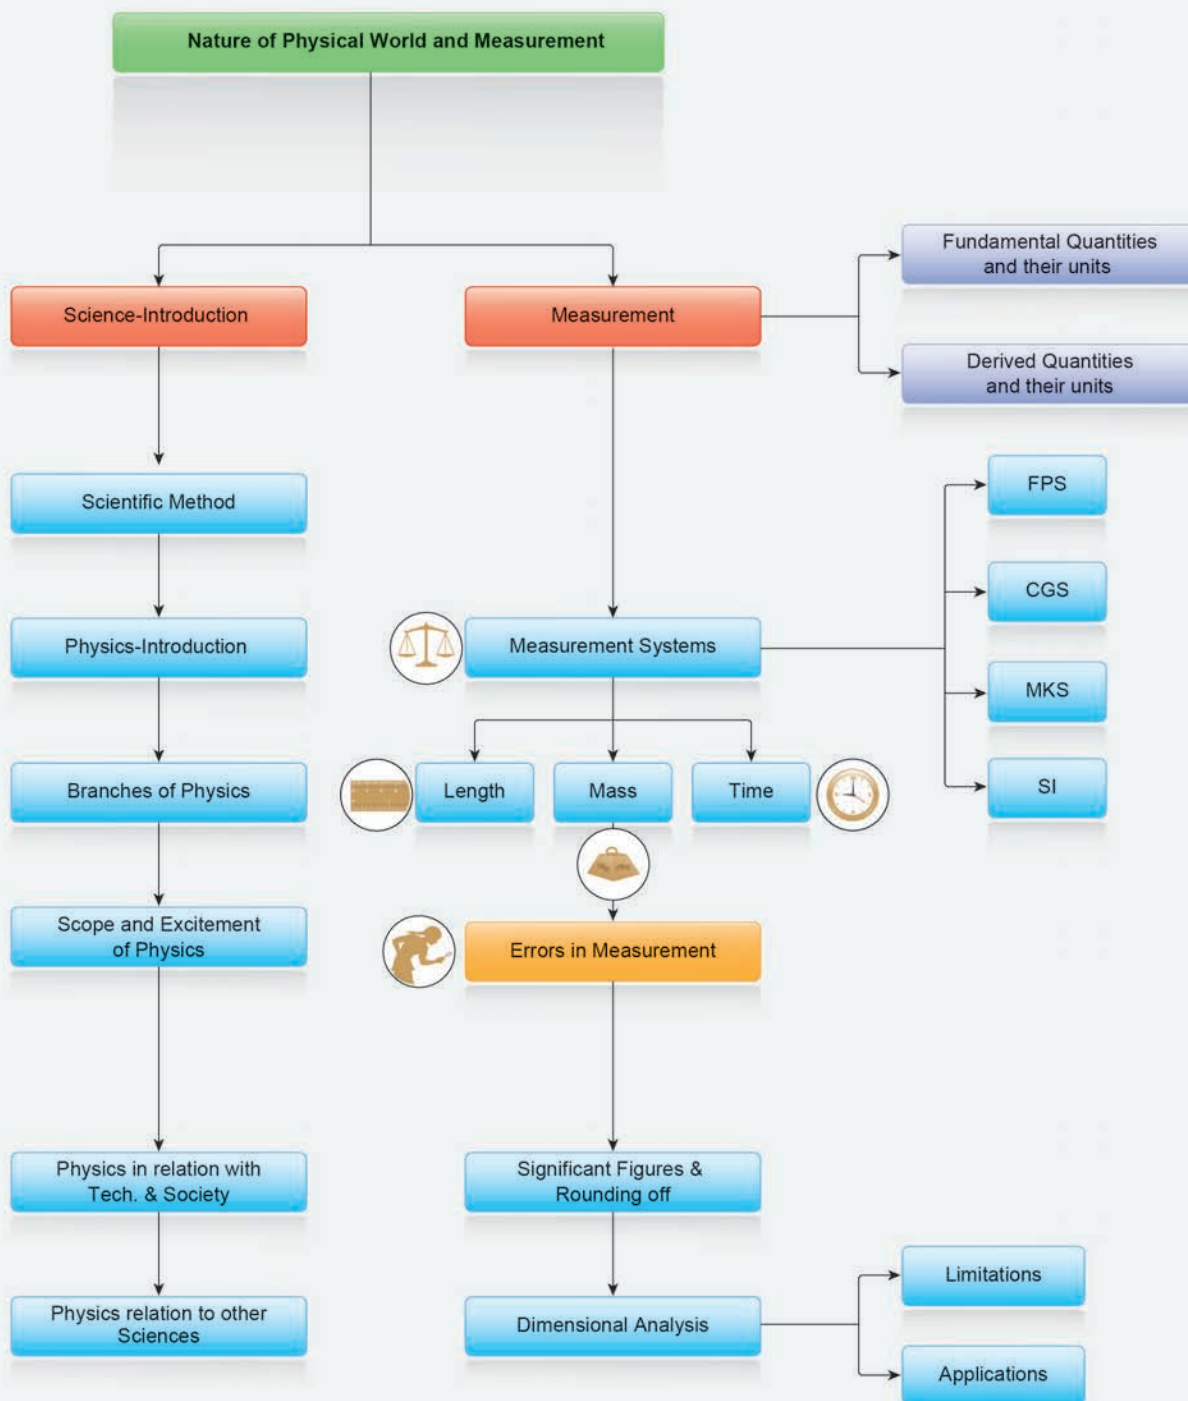 Nature of Physical World and Measurement
Science-Introduction
Scientific Method
Physics-Introduction
Branches of Physics
Scope and Excitement
of Physics
Physics in relation with
Tech. & Society
Physics relation to other
Sciences
Measurement
Fundamental Quantities
and their units
Derived Quantities
and their units
Measurement Systems
FPS
CGS
MKS
SI
Length
Mass
Time
Errors in Measurement
Significant Figures &
Rounding off
Dimensional Analysis
Limitations
Applications